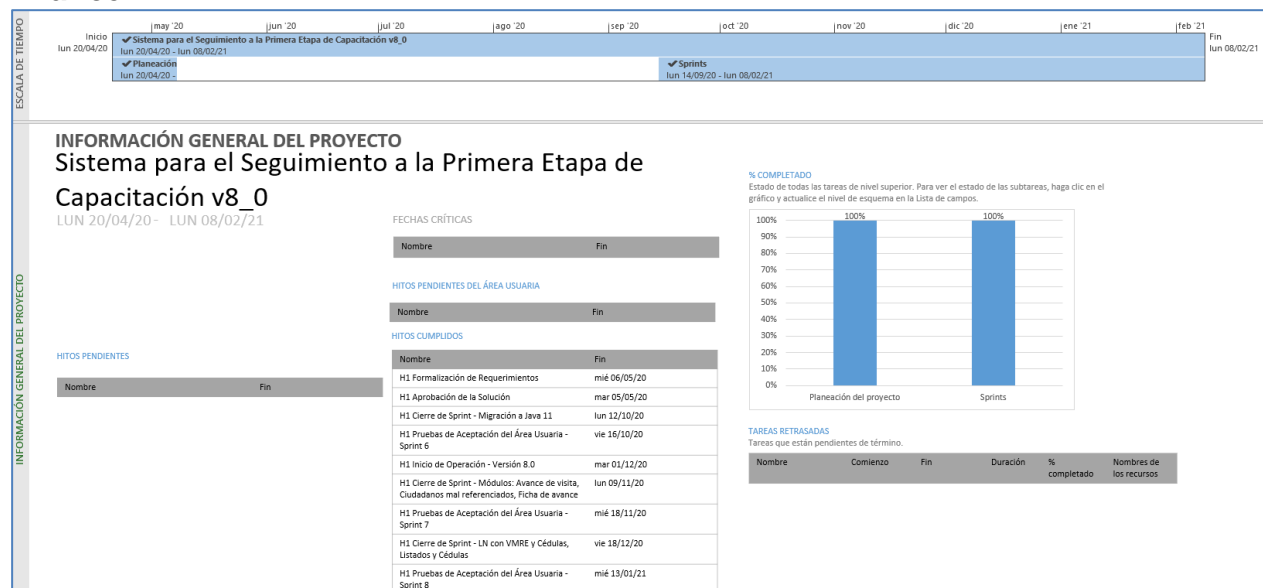 ESCALA DE TIEMPO
may '20
jun '20
jul '20
ago '20
sep '20
oct '20
nov '20
dic '20
ene '21
feb '21
Inicio
lun 20/04/20
✔Sistema para el Seguimiento a la Primera Etapa de Capacitación v8_0
lun 20/04/20 - lun 08/02/21
✔Planeación
lun 20/04/20 -
✔Sprints
lun 14/09/20 - lun 08/02/21
Fin
lun 08/02/21
INFORMACIÓN GENERAL DEL PROYECTO
INFORMACIÓN GENERAL DEL PROYECTO
Sistema para el Seguimiento a la Primera Etapa de
Capacitación v8_0
LUN 20/04/20 - LUN 08/02/21
HITOS PENDIENTES
Nombre Fin
FECHAS CRÍTICAS
Nombre Fin
HITOS PENDIENTES DEL ÁREA USUARIA
Nombre Fin
HITOS CUMPLIDOS
Nombre Fin
H1 Formalización de Requerimientos mié 06/05/20
H1 Aprobación de la Solución mar 05/05/20
H1 Cierre de Sprint - Migración a Java 11 lun 12/10/20
H1 Pruebas de Aceptación del Área Usuaria - vie 16/10/20
Sprint 6
H1 Inicio de Operación - Versión 8.0 mar 01/12/20
H1 Cierre de Sprint - Módulos: Avance de visita, lun 09/11/20
Ciudadanos mal referenciados, Ficha de avance
H1 Pruebas de Aceptación del Área Usuaria - mié 18/11/20
Sprint 7
H1 Cierre de Sprint - LN con VMRE y Cédulas, vie 18/12/20
Listados y Cédulas
H1 Pruebas de Aceptación del Área Usuaria - mié 13/01/21
Sprint 8
% COMPLETADO
Estado de todas las tareas de nivel superior. Para ver el estado de las subtareas, haga clic en el
gráfico y actualice el nivel de esquema en la Lista de campos.
100%
90%
80%
70%
60%
50%
40%
30%
20%
10%
0%
100% 100%
Planeación del proyecto Sprints
TAREAS RETRASADAS
Tareas que están pendientes de término.
Nombre Comienzo Fin Duración % Nombres de
completado los recursos